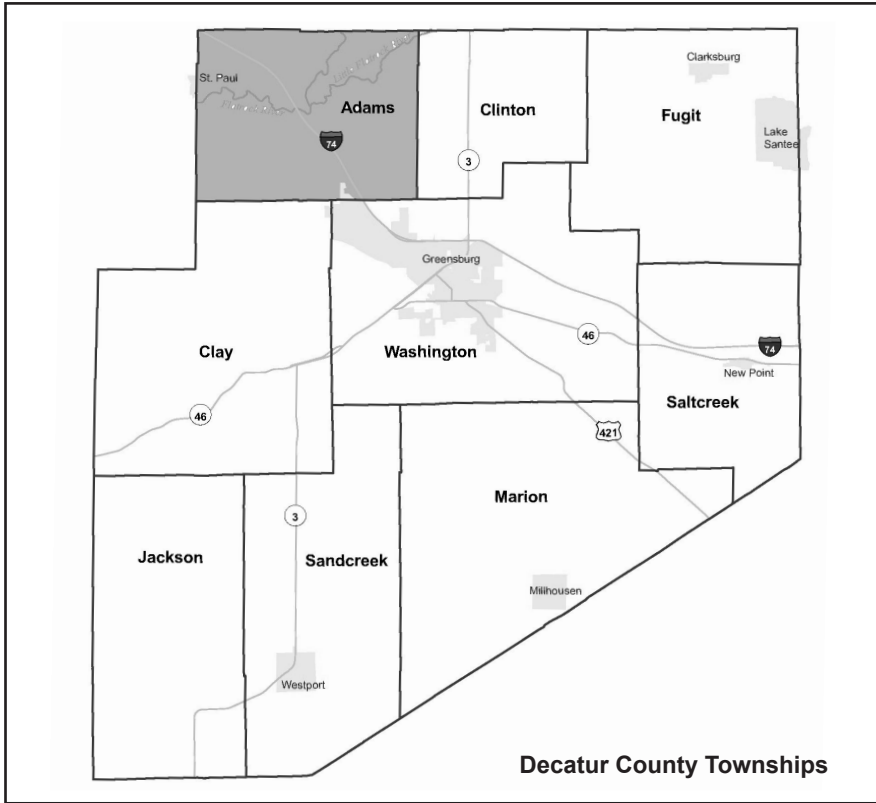 Clarksburg
St. Paul
Adams
Clinton
Fugit
Lake
Santee
74
3
Greensburg
Clay
Washington
46
74
New Point
Saltcreek
46
421
Marion
3
Jackson
Sandcreek
Millhousen
Westport
Decatur County Townships